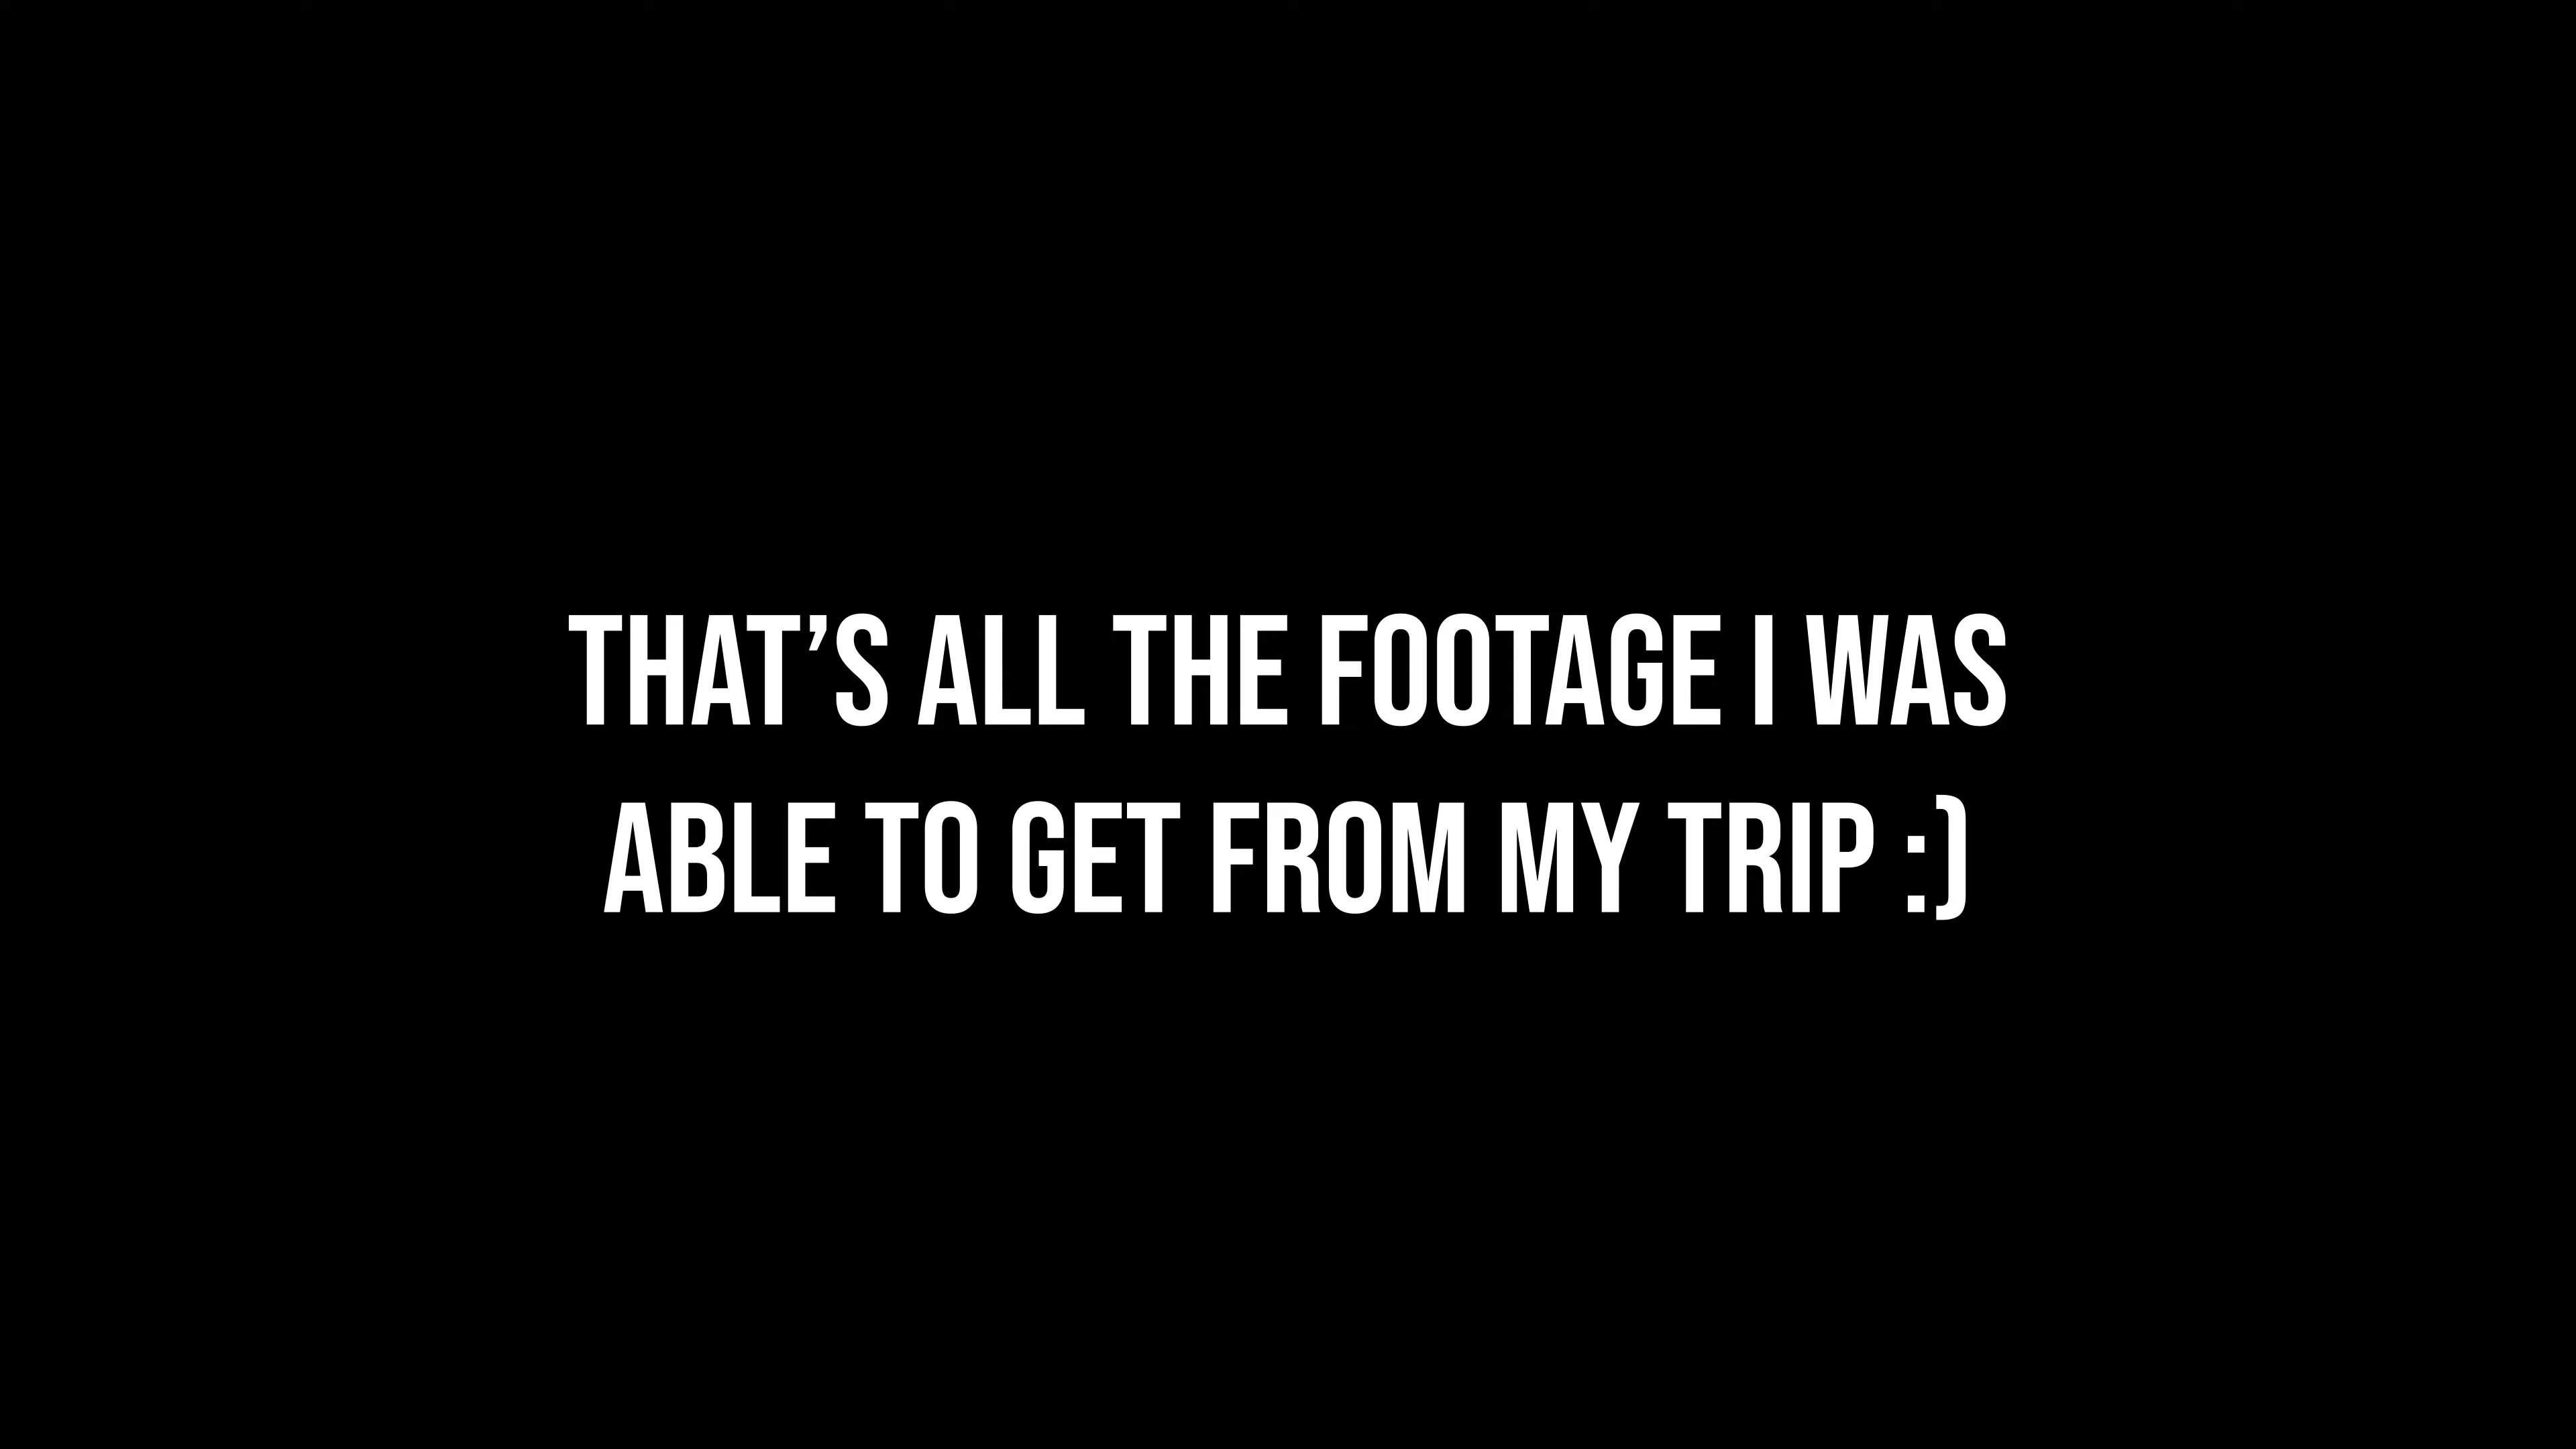 THAT’S ALL THE FOOTAGE I WAS
ABLE TO GET FROM MY TRIP :)